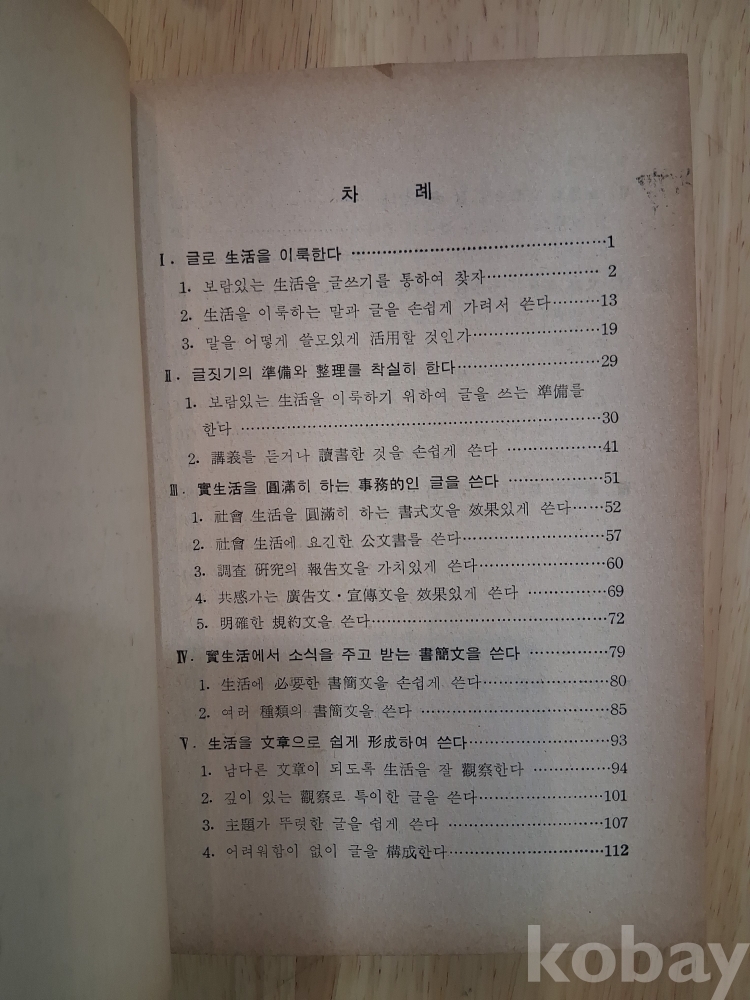 차 례
Ⅰ. 글로 生活을 이룩한다 ……………………………………1
1. 보람있는 生活을 글쓰기를 통하여 찾자……………… 2
2. 生活을 이룩하는 말과 글을 손쉽게 가려서 쓴다………13
3. 말을 어떻게 쓸모있게 活用할 것인가…………………19
Ⅱ. 글짓기의 準備와 整理를 착실히 한다……………………29
1. 보람있는 生活을 이룩하기 위하여 글을 쓰는 準備를
한다 ……………………………………………………30
2. 講義를 듣거나 讀書한 것을 손쉽게 쓴다 ……………41
Ⅲ. 實生活을 圓滿히 하는 事務的인 글을 쓴다……………51
1. 社會 生活을 圓滿히 하는 書式文을 效果있게 쓴다……52
2. 社會 生活에 요긴한 公文書를 쓴다……………………57
3. 調査 硏究의 報告文을 가치있게 쓴다…………………60
4. 共感가는 廣告文·宣傳文을 效果있게 쓴다 …………69
5. 明確한 規約文을 쓴다…………………………………72
Ⅳ. 實生活에서 소식을 주고 받는 書簡文을 쓴다 …………79
1. 生活에 必要한 書簡文을 손쉽게 쓴다…………………80
2. 여러 種類의 書簡文을 쓴다 ……………………………85
Ⅴ. 生活을 文章으로 쉽게 形成하여 쓴다……………………93
1. 남다른 文章이 되도록 生活을 잘 觀察한다 …………94
2. 깊이 있는 觀察로 특이한 글을 쓴다…………………101
3. 主題가 뚜렷한 글을 쉽게 쓴다 ………………………107
4. 어려워함이 없이 글을 構成한다………………………112
kobay